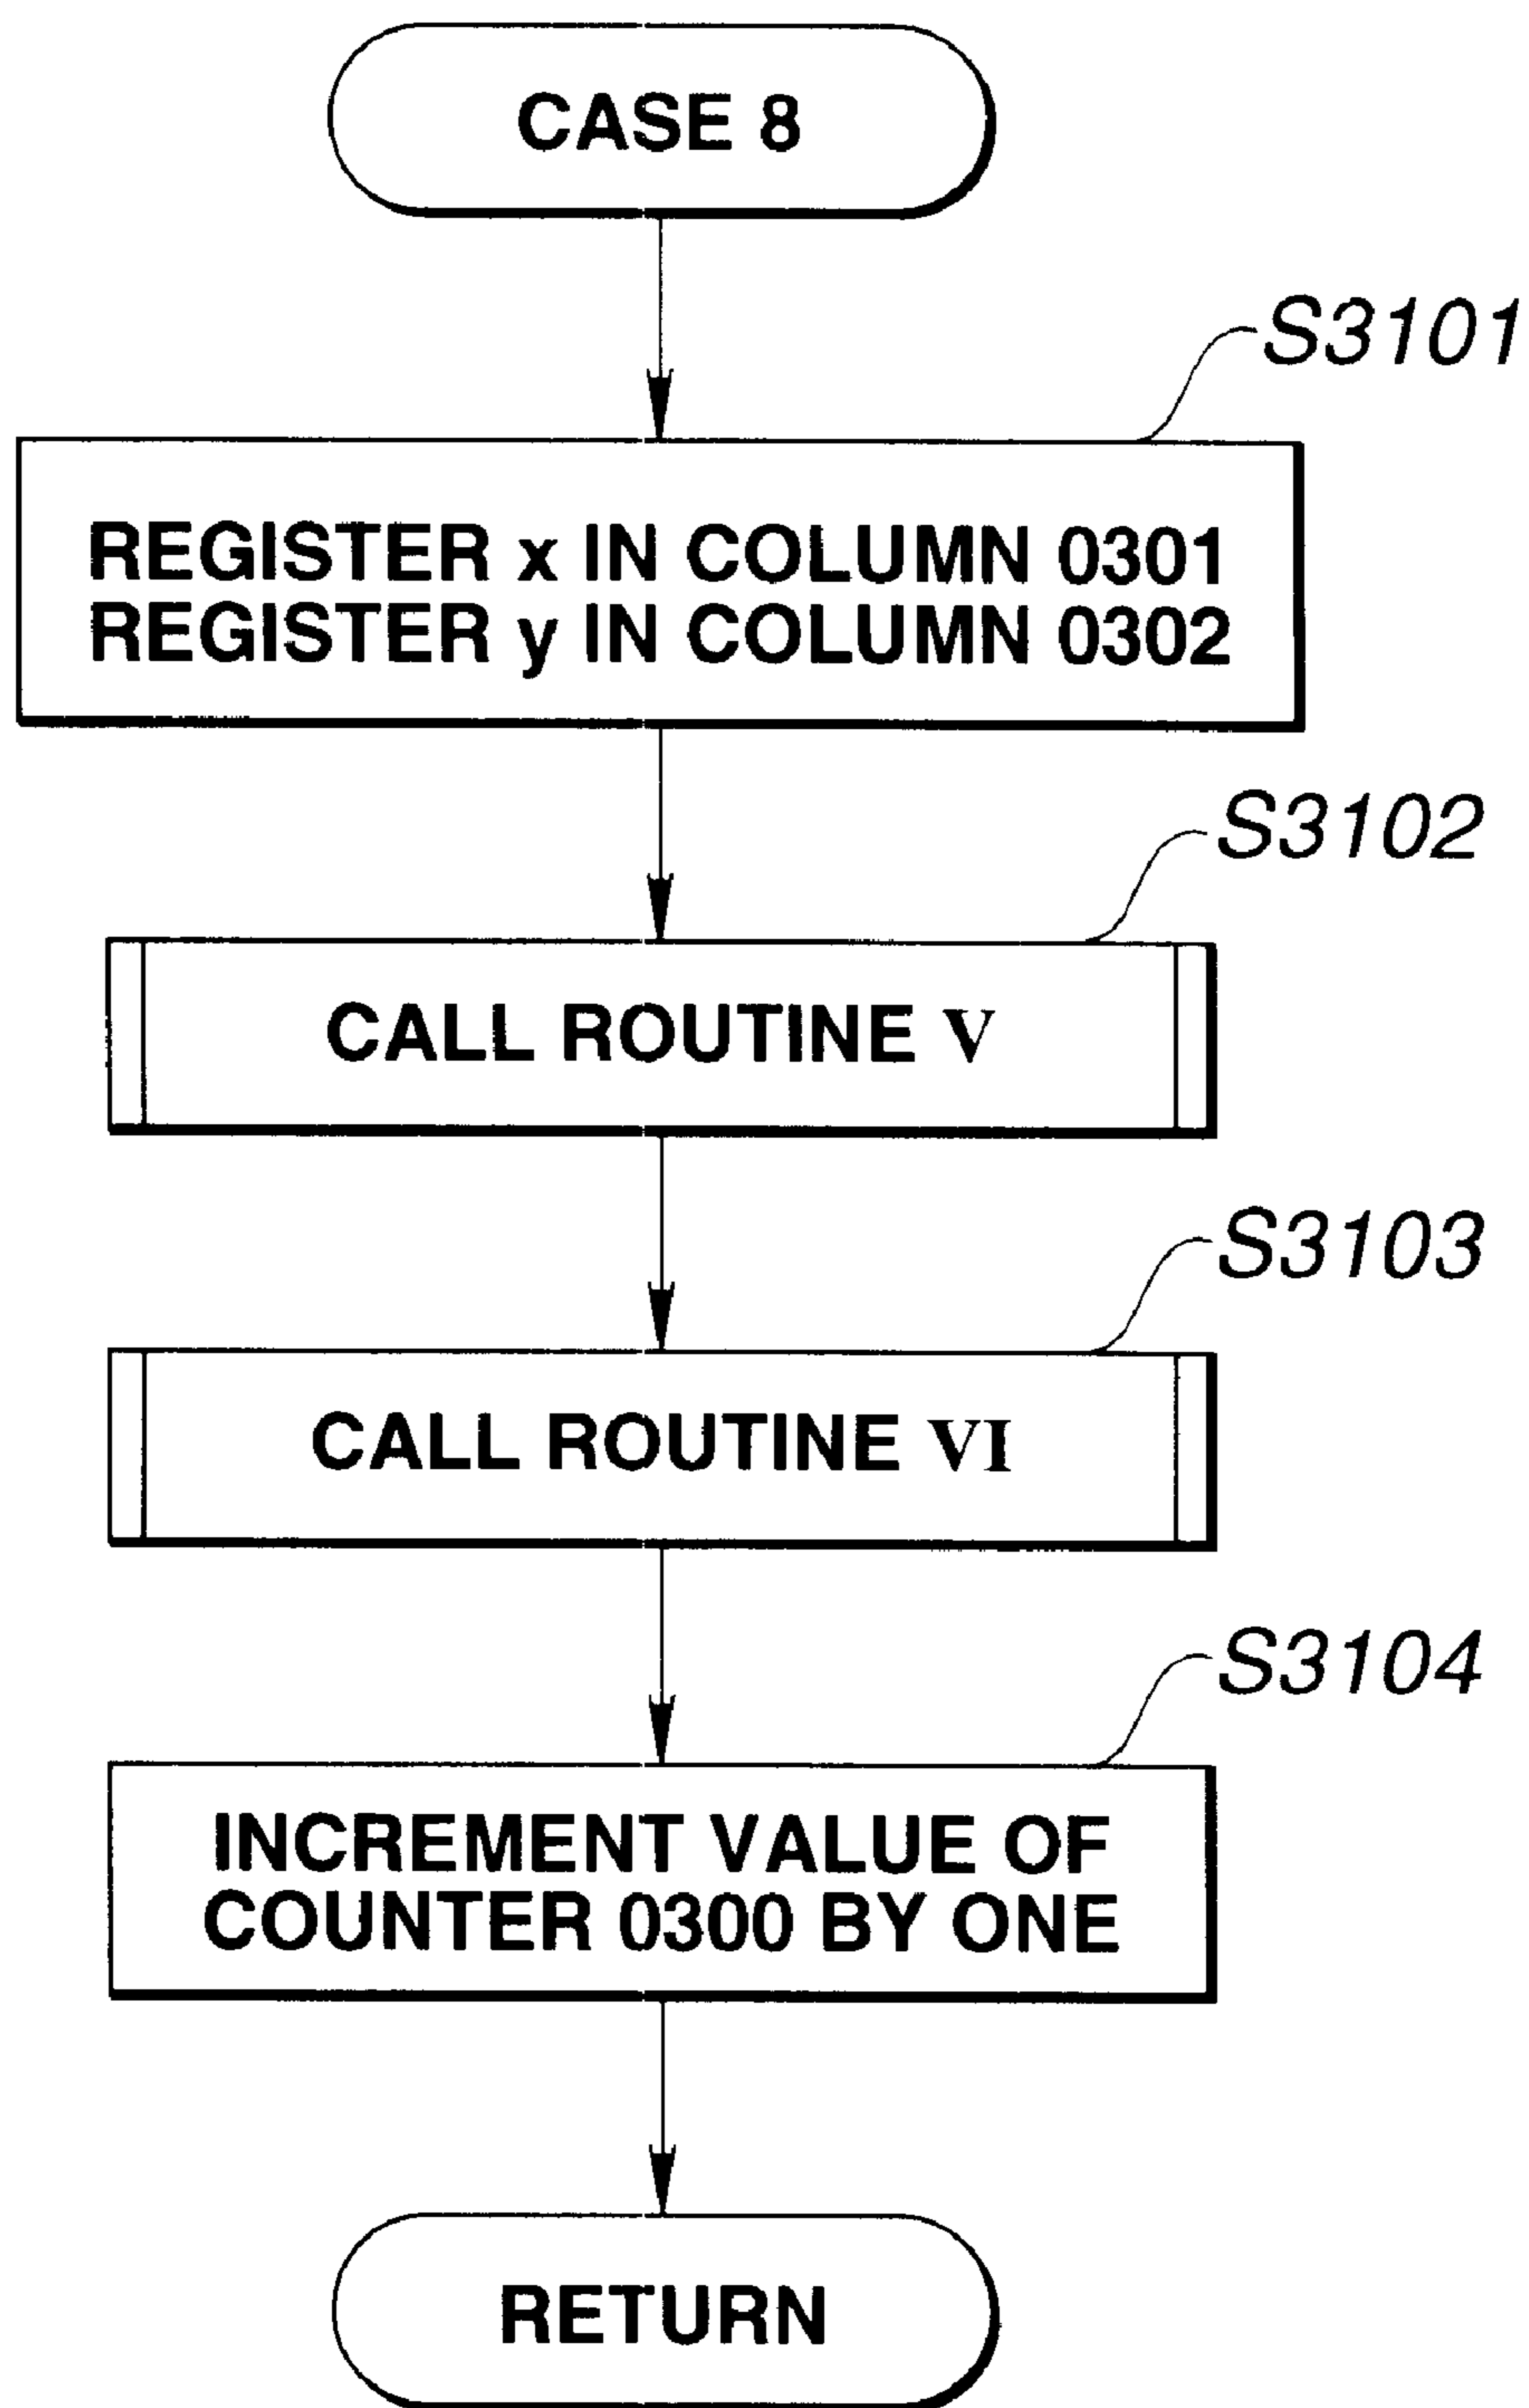 CASE 8
S3101
REGISTER x IN COLUMN 0301
REGISTER y IN COLUMN 0302
S3102
CALL ROUTINE V
S3103
CALL ROUTINE VI
S3104
INCREMENT VALUE OF
COUNTER 0300 BY ONE
RETURN